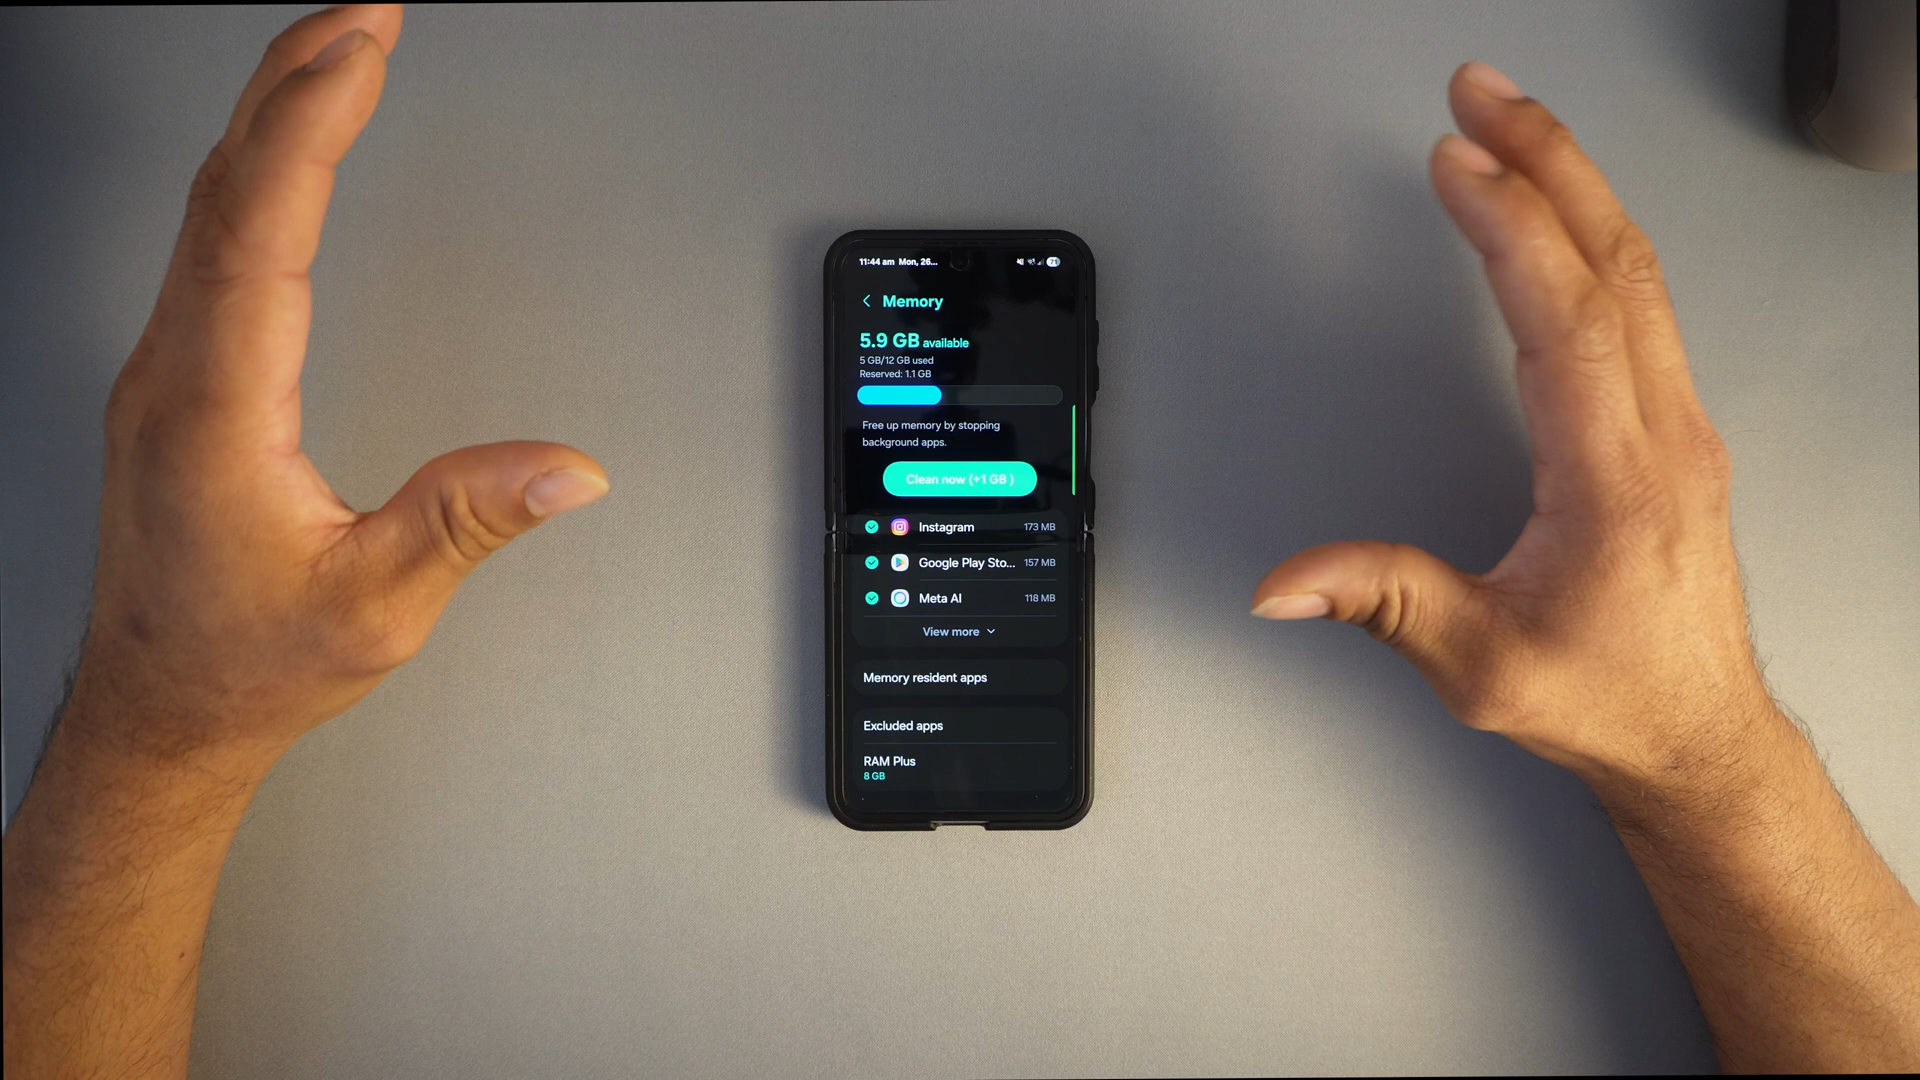 11:44 am Mon, 26...
71
Memory
5.9 GB available
5 GB/12 GB used
Reserved: 1.1 GB
Free up memory by stopping
background apps.
Clean now (+1 GB )
Instagram 173 MB
Google Play Sto... 157 MB
Meta AI 118 MB
View more
Memory resident apps
Excluded apps
RAM Plus
8 GB